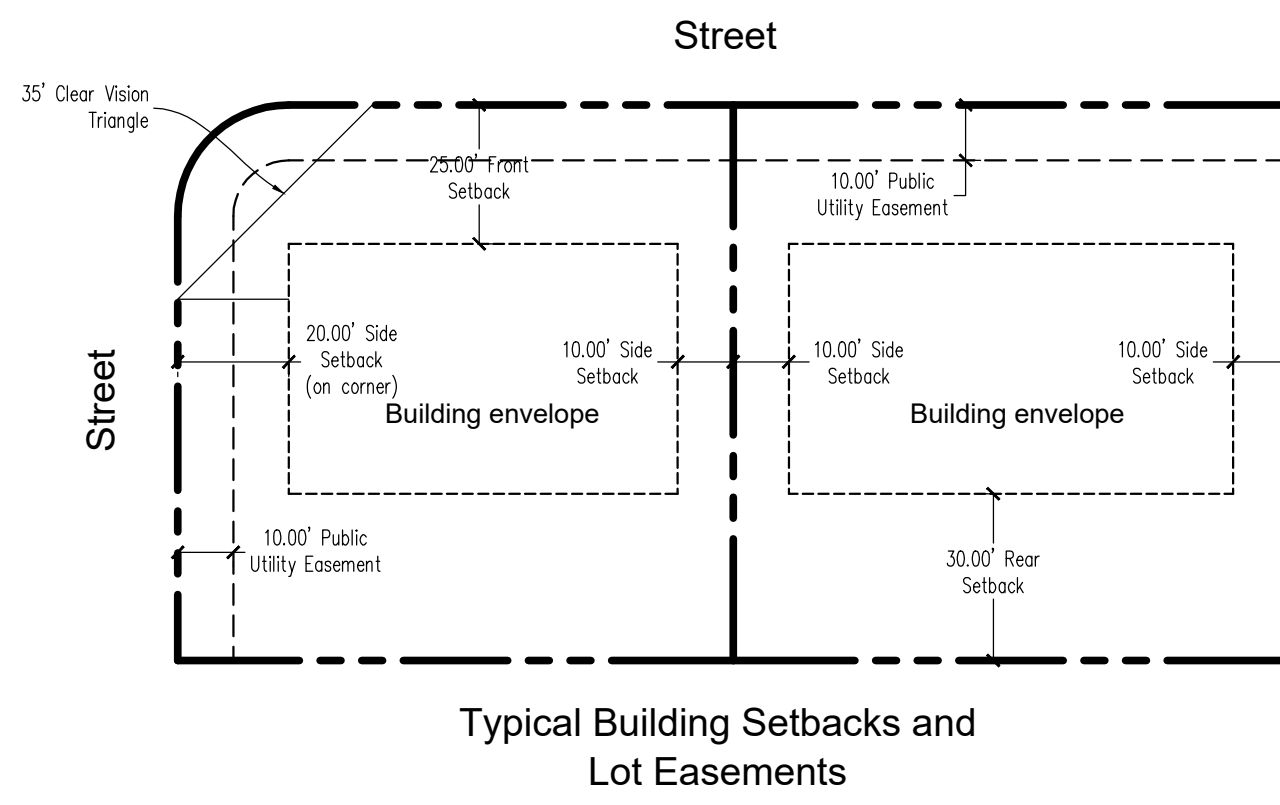 Street
35' Clear Vision
Triangle
25.00' Front
Setback
10.00' Public
Utility Easement
20.00' Side
Setback
(on corner)
10.00' Side
Setback
10.00' Side
Setback
10.00' Side
Setback
Street
Building envelope
Building envelope
10.00' Public
Utility Easement
30.00' Rear
Setback
Typical Building Setbacks and
Lot Easements